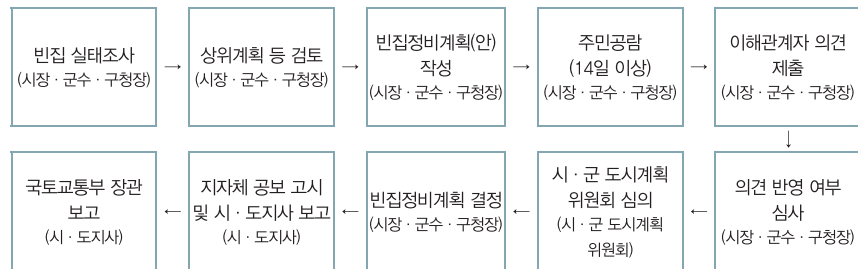 빈집 실태조사
(시장 · 군수 · 구청장)
→
상위계획 등 검토
(시장 · 군수 · 구청장)
→
빈집정비계획(안)
작성
(시장 · 군수 · 구청장)
→
주민공람
(14일 이상)
(시장 · 군수 · 구청장)
→
이해관계자 의견
제출
(시장 · 군수 · 구청장)
↓
의견 반영 여부
심사
(시장 · 군수 · 구청장)
←
시 · 군 도시계획
위원회 심의
(시 · 군 도시계획
위원회)
←
빈집정비계획 결정
(시장 · 군수 · 구청장)
←
지자체 공보 고시
및 시 · 도지사 보고
(시 · 도지사)
←
국토교통부 장관
보고
(시 · 도지사)